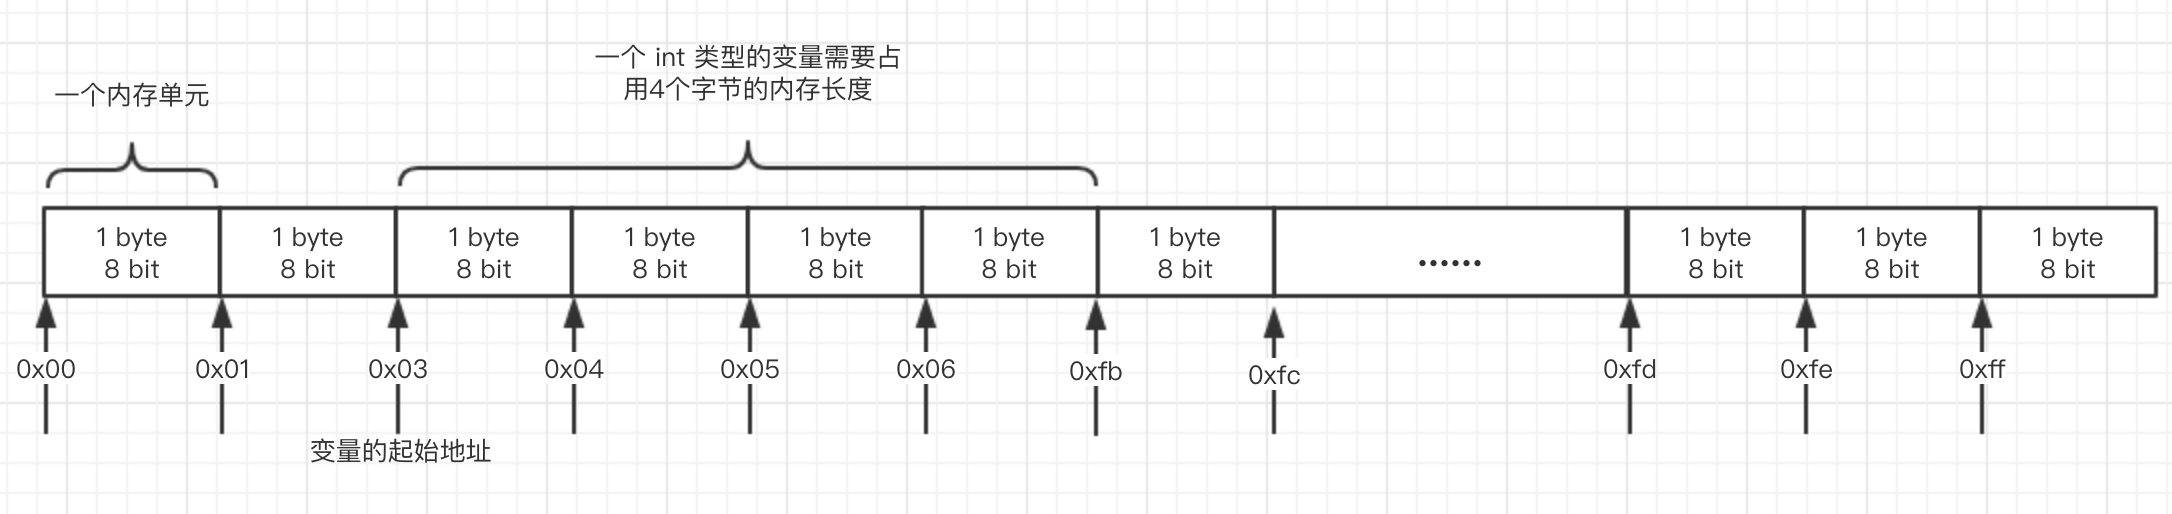 一个 int 类型的变量需要占
用4个字节的内存长度
一个内存单元
1 byte 1 byte 1 byte 1 byte 1 byte 1 byte 1 byte 1 byte 1 byte 1 byte
8 bit 8 bit 8 bit 8 bit 8 bit 8 bit 8 bit ...... 8 bit 8 bit 8 bit
0x00 0x01 0x03 0x04 0x05 0x06 0xfb 0xfc 0xfd 0xfe 0xff
变量的起始地址